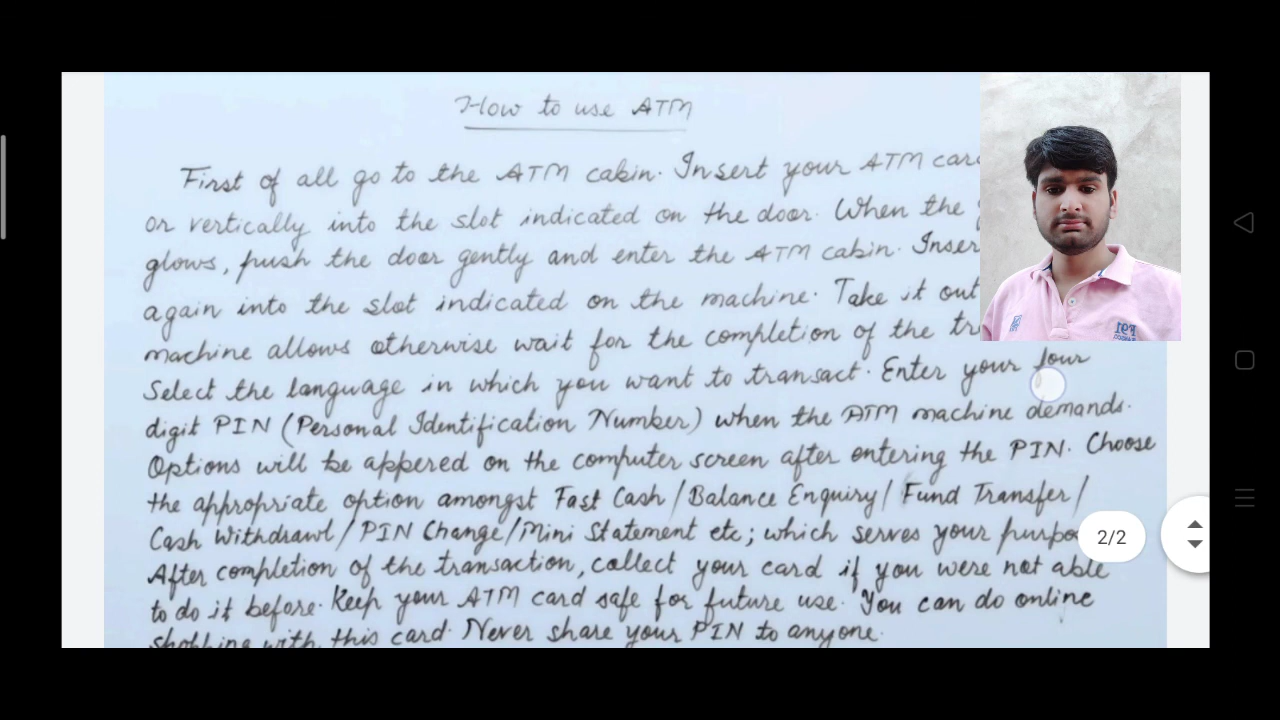 How to use ATM
First of all go to the ATM cabin. Insert your ATM
or vertically into the slot indicated on the door. When the
glows, push the door gently and enter the ATM cabin.
again into the slot indicated on the machine. Take it out
machine allows otherwise wait for the completion of the
Select the language in which you want to transact. Enter your four
digit PIN (Personal Identification Number) when the ATM machine demands.
Options will be appered on the computer screen after entering the PIN. Choose
the appropriate option amongst Fast Cash/Balance Enquiry/Fund Transfer/
Cash Withdrawl/PIN Change/Mini Statement etc; which serves your
2/2
After completion of the transaction, collect your card if you were not able
to do it before. Keep your ATM card safe for future use. You can do online
shopping with this card. Never share your PIN to anyone.